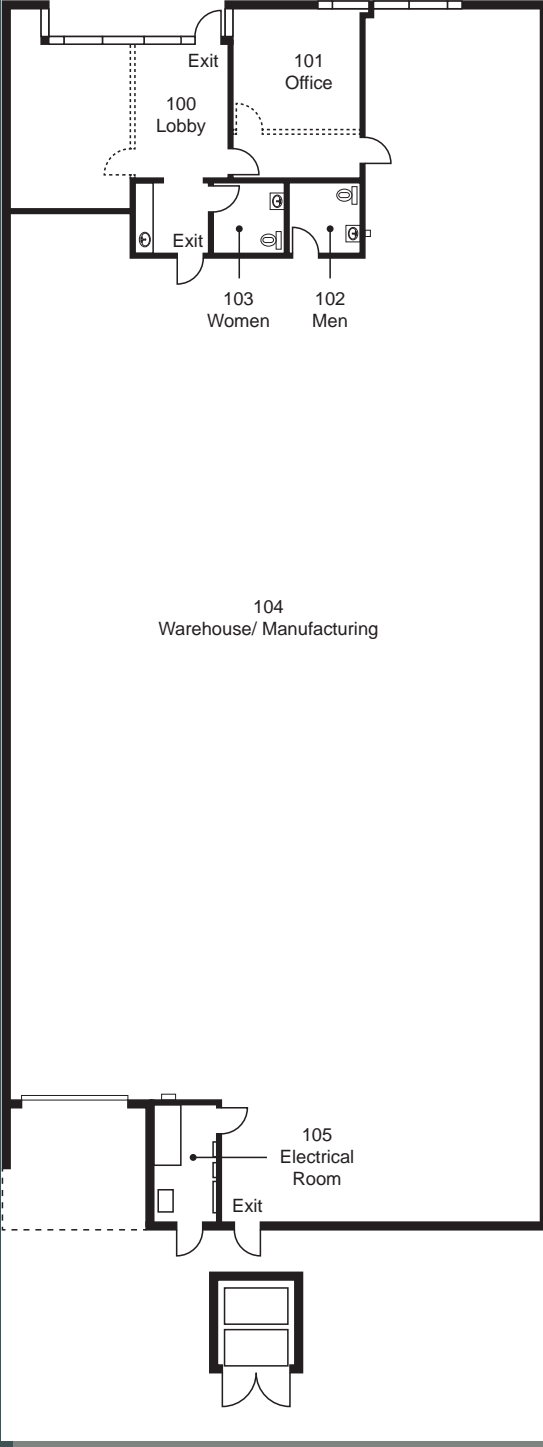 Exit
101
Office
100
Lobby
Exit
103
Women
102
Men
104
Warehouse/ Manufacturing
105
Electrical
Room
Exit